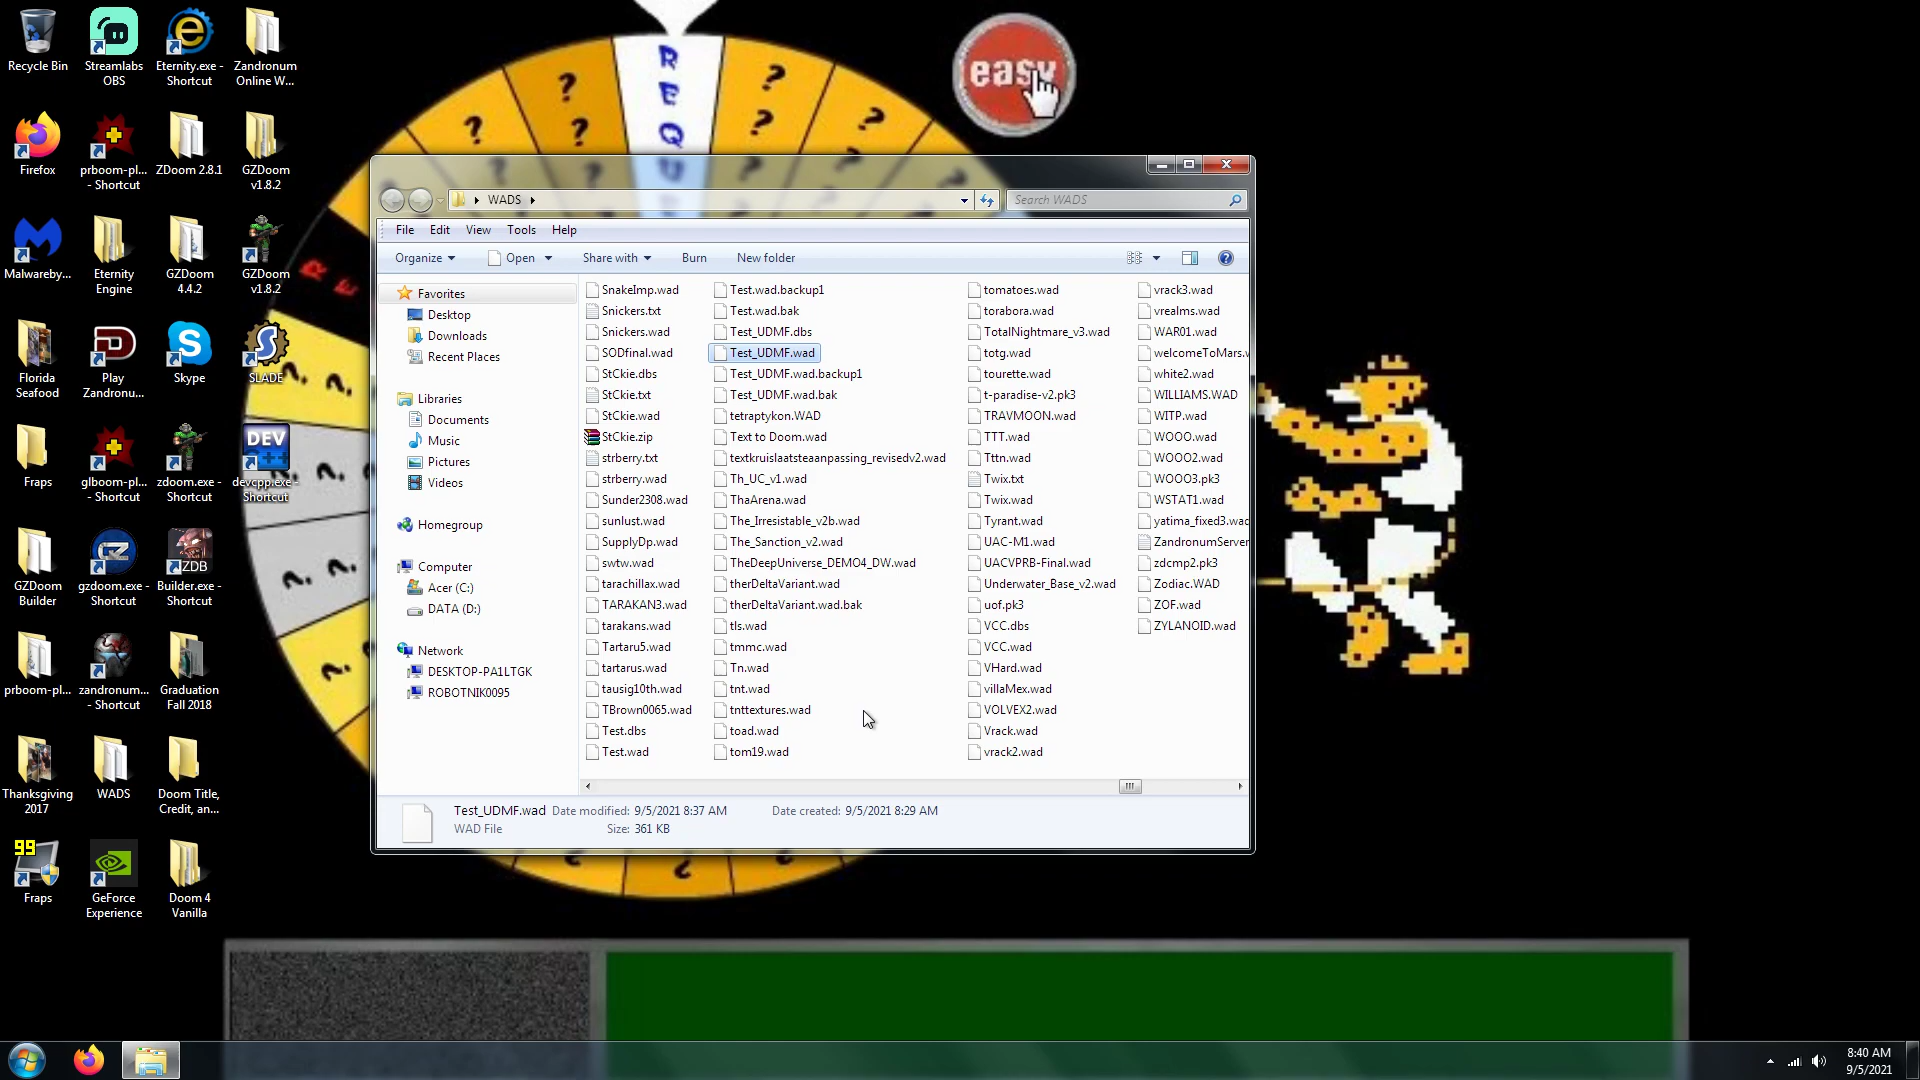 Recycle Bin
Streamlabs
OBS
Eternity.exe -
Shortcut
Zandronum
Online W...
Firefox
prboom-pl...
- Shortcut
ZDoom 2.8.1
GZDoom
v1.8.2
Malwareby...
Eternity
Engine
GZDoom
4.4.2
GZDoom
v1.8.2
Florida
Seafood
Play
Zandronu...
Skype
SLADE
Fraps
glboom-pl...
- Shortcut
zdoom.exe -
Shortcut
DEV
devcpp.exe -
Shortcut
GZDoom
Builder
gzdoom.exe -
Shortcut
ZDB
Builder.exe -
Shortcut
prboom-pl...
zandronum...
- Shortcut
Graduation
Fall 2018
Thanksgiving
2017
WADS
Doom Title,
Credit, an...
99
Fraps
GeForce
Experience
Doom 4
Vanilla
? ? R E Q U ? ?
easy
R E
WADS
Search WADS
File Edit View Tools Help
Organize Open Share with Burn New folder
Favorites
Desktop
Downloads
Recent Places
Libraries
Documents
Music
Pictures
Videos
Homegroup
Computer
Acer (C:)
DATA (D:)
Network
DESKTOP-PA1LTGK
ROBOTNIK0095
SnakeImp.wad
Snickers.txt
Snickers.wad
SODfinal.wad
StCkie.dbs
StCkie.txt
StCkie.wad
StCkie.zip
strberry.txt
strberry.wad
Sunder2308.wad
sunlust.wad
SupplyDp.wad
swtw.wad
tarachillax.wad
TARAKAN3.wad
tarakans.wad
Tartaru5.wad
tartarus.wad
tausig10th.wad
TBrown0065.wad
Test.dbs
Test.wad
Test.wad.backup1
Test.wad.bak
Test_UDMF.dbs
Test_UDMF.wad
Test_UDMF.wad.backup1
Test_UDMF.wad.bak
tetraptykon.WAD
Text to Doom.wad
textkruislaatsteaanpassing_revisedv2.wad
Th_UC_v1.wad
ThaArena.wad
The_Irresistable_v2b.wad
The_Sanction_v2.wad
TheDeepUniverse_DEMO4_DW.wad
therDeltaVariant.wad
therDeltaVariant.wad.bak
tls.wad
tmmc.wad
Tn.wad
tnt.wad
tnttextures.wad
toad.wad
tom19.wad
tomatoes.wad
torabora.wad
TotalNightmare_v3.wad
totg.wad
tourette.wad
t-paradise-v2.pk3
TRAVMOON.wad
TTT.wad
Tttn.wad
Twix.txt
Twix.wad
Tyrant.wad
UAC-M1.wad
UACVPRB-Final.wad
Underwater_Base_v2.wad
uof.pk3
VCC.dbs
VCC.wad
VHard.wad
villaMex.wad
VOLVEX2.wad
Vrack.wad
vrack2.wad
vrack3.wad
vrealms.wad
WAR01.wad
welcomeToMars.w
white2.wad
WILLIAMS.WAD
WITP.wad
WOOO.wad
WOOO2.wad
WOOO3.pk3
WSTAT1.wad
yatima_fixed3.wad
ZandronumServer
zdcmp2.pk3
Zodiac.WAD
ZOF.wad
ZYLANOID.wad
Test_UDMF.wad Date modified: 9/5/2021 8:37 AM Date created: 9/5/2021 8:29 AM
WAD File Size: 361 KB
8:40 AM
9/5/2021